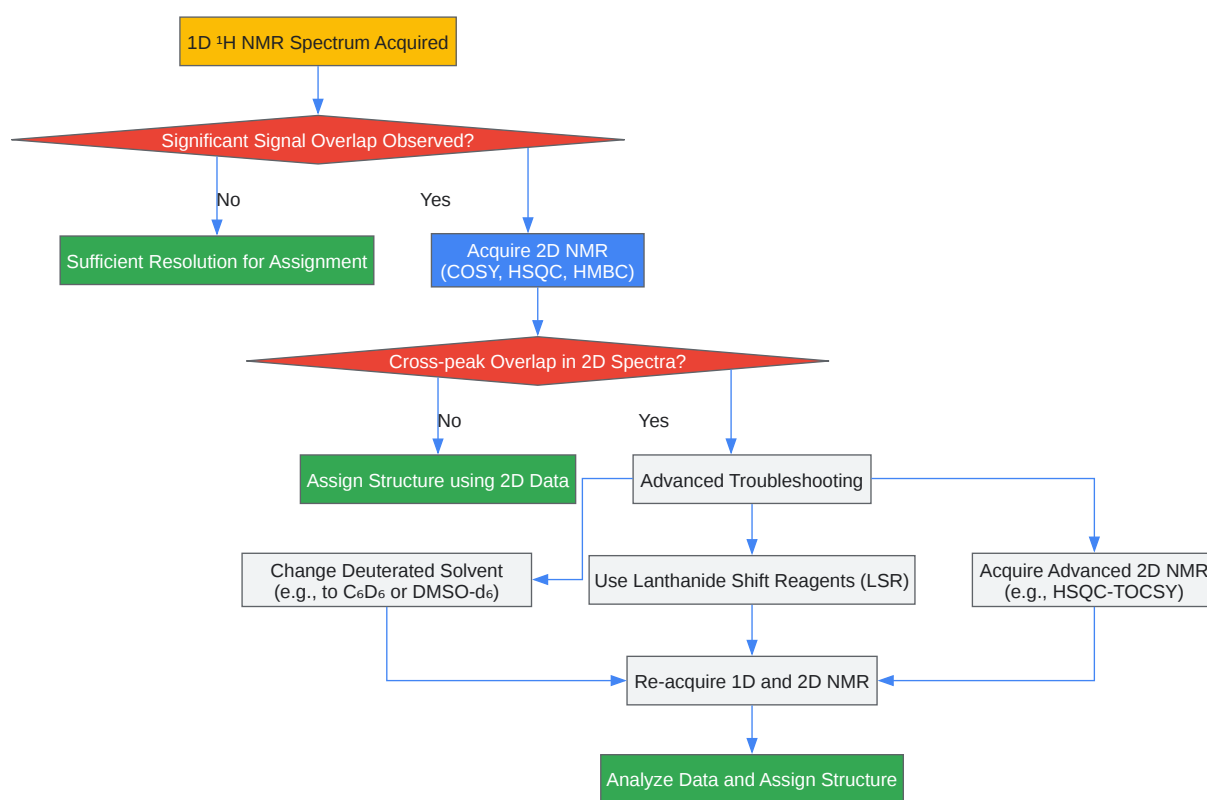 1D ¹H NMR Spectrum Acquired
Significant Signal Overlap Observed?
No
Yes
Sufficient Resolution for Assignment
Acquire 2D NMR
(COSY, HSQC, HMBC)
Cross-peak Overlap in 2D Spectra?
No
Yes
Assign Structure using 2D Data
Advanced Troubleshooting
Change Deuterated Solvent
(e.g., to C₆D₆ or DMSO-d₆)
Use Lanthanide Shift Reagents (LSR)
Acquire Advanced 2D NMR
(e.g., HSQC-TOCSY)
Re-acquire 1D and 2D NMR
Analyze Data and Assign Structure